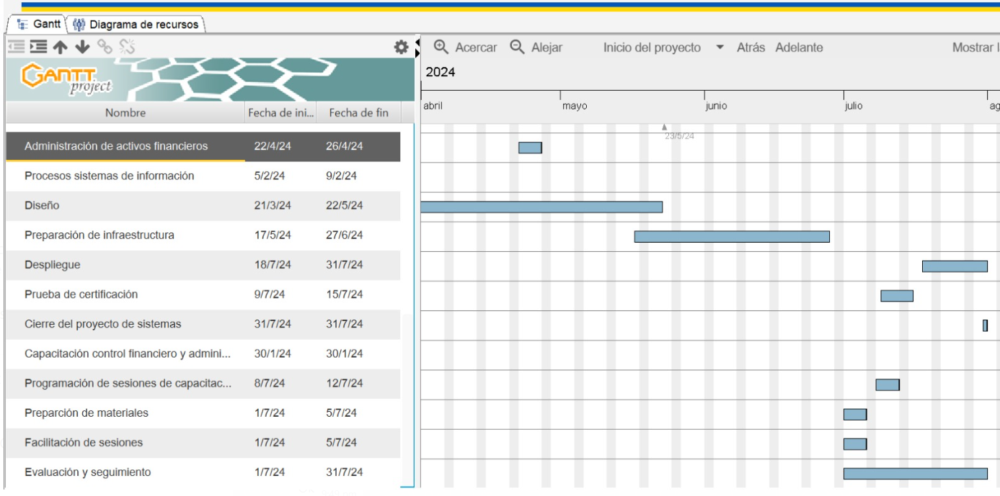 Gantt Diagrama de recursos
Acercar Alejar Inicio del proyecto Atrás Adelante Mostrar l
GANTT
project
2024
abril mayo junio julio ag
Nombre Fecha de ini... Fecha de fin
23/5/24
Administración de activos financieros 22/4/24 26/4/24
Procesos sistemas de información 5/2/24 9/2/24
Diseño 21/3/24 22/5/24
Preparación de infraestructura 17/5/24 27/6/24
Despliegue 18/7/24 31/7/24
Prueba de certificación 9/7/24 15/7/24
Cierre del proyecto de sistemas 31/7/24 31/7/24
Capacitación control financiero y admini... 30/1/24 30/1/24
Programación de sesiones de capacitac... 8/7/24 12/7/24
Preparción de materiales 1/7/24 5/7/24
Facilitación de sesiones 1/7/24 5/7/24
Evaluación y seguimiento 1/7/24 31/7/24